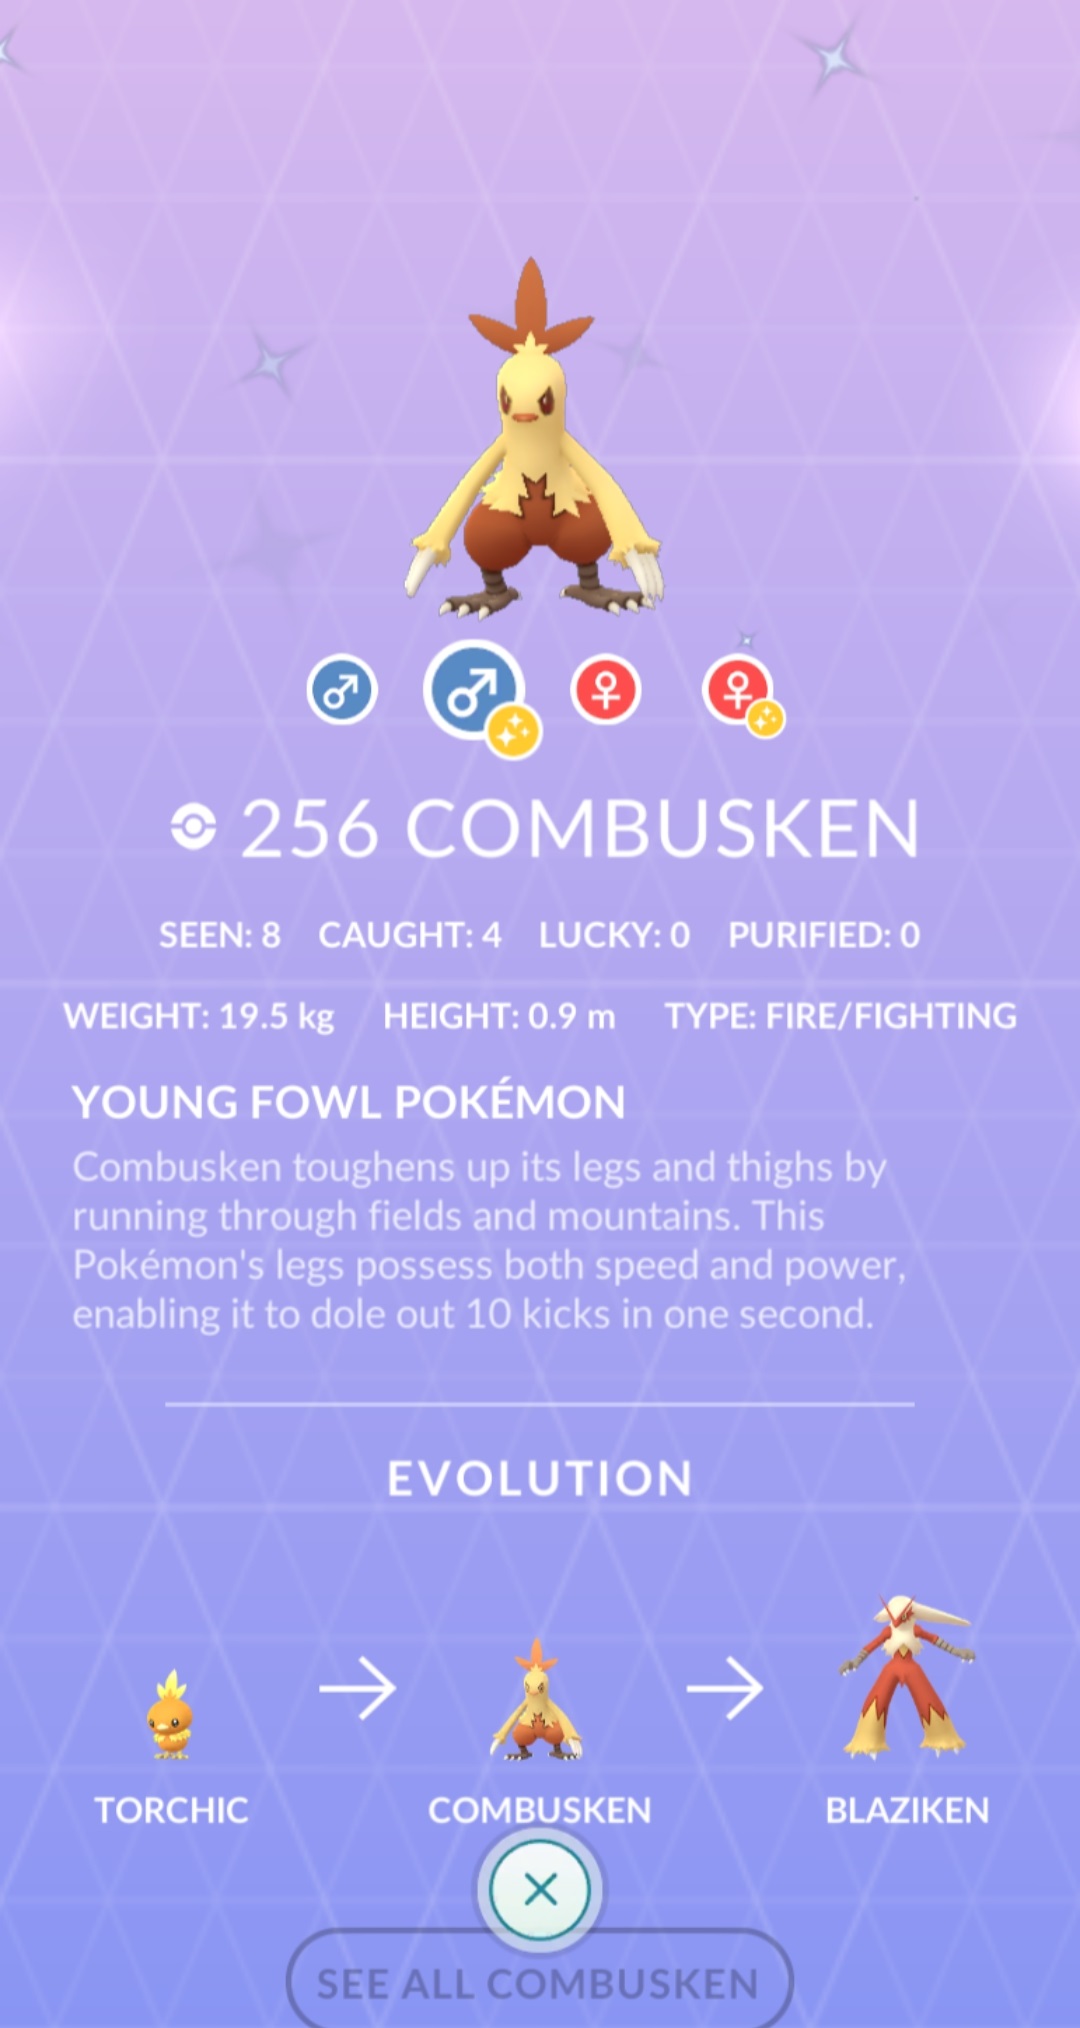 256 COMBUSKEN
SEEN: 8 CAUGHT: 4 LUCKY: 0 PURIFIED: 0
WEIGHT: 19.5 kg HEIGHT: 0.9 m TYPE: FIRE/FIGHTING
YOUNG FOWL POKÉMON
Combusken toughens up its legs and thighs by
running through fields and mountains. This
Pokémon's legs possess both speed and power,
enabling it to dole out 10 kicks in one second.
EVOLUTION
TORCHIC COMBUSKEN BLAZIKEN
SEE ALL COMBUSKEN